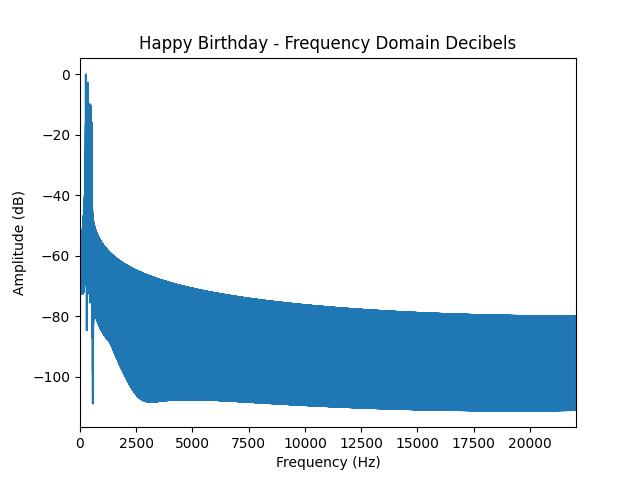 Happy Birthday - Frequency Domain Decibels
Amplitude (dB)
0
−20
−40
−60
−80
−100
0 2500 5000 7500 10000 12500 15000 17500 20000
Frequency (Hz)